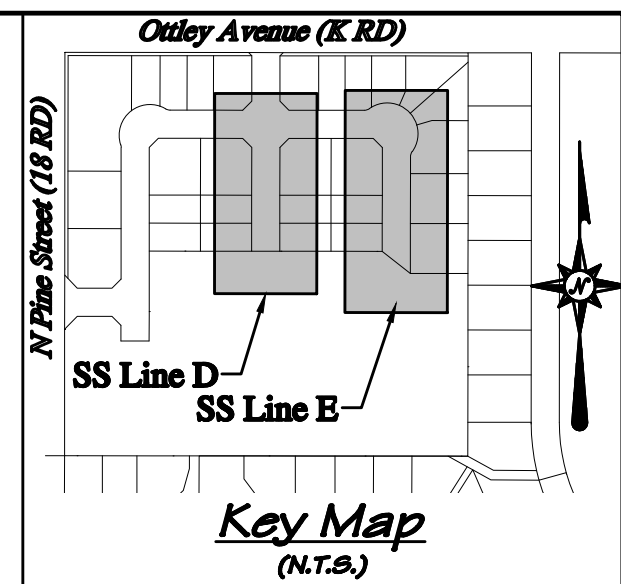 Ottley Avenue (K RD)
N Pine Street (18 RD)
N
SS Line D
SS Line E
Key Map
(N.T.S.)